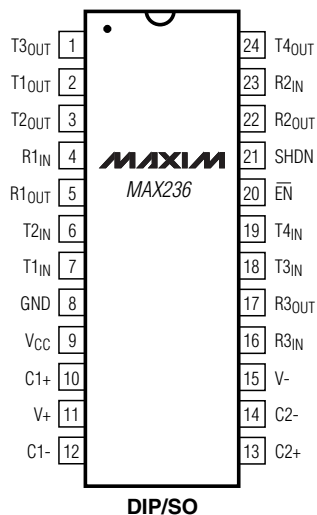 T3OUT 1 24 T4OUT
T1OUT 2 23 R2IN
T2OUT 3 22 R2OUT
R1IN 4 MAXIM 21 SHDN
R1OUT 5 MAX236 20 E̅N̅
T2IN 6 19 T4IN
T1IN 7 18 T3IN
GND 8 17 R3OUT
VCC 9 16 R3IN
C1+ 10 15 V-
V+ 11 14 C2-
C1- 12 13 C2+
DIP/SO